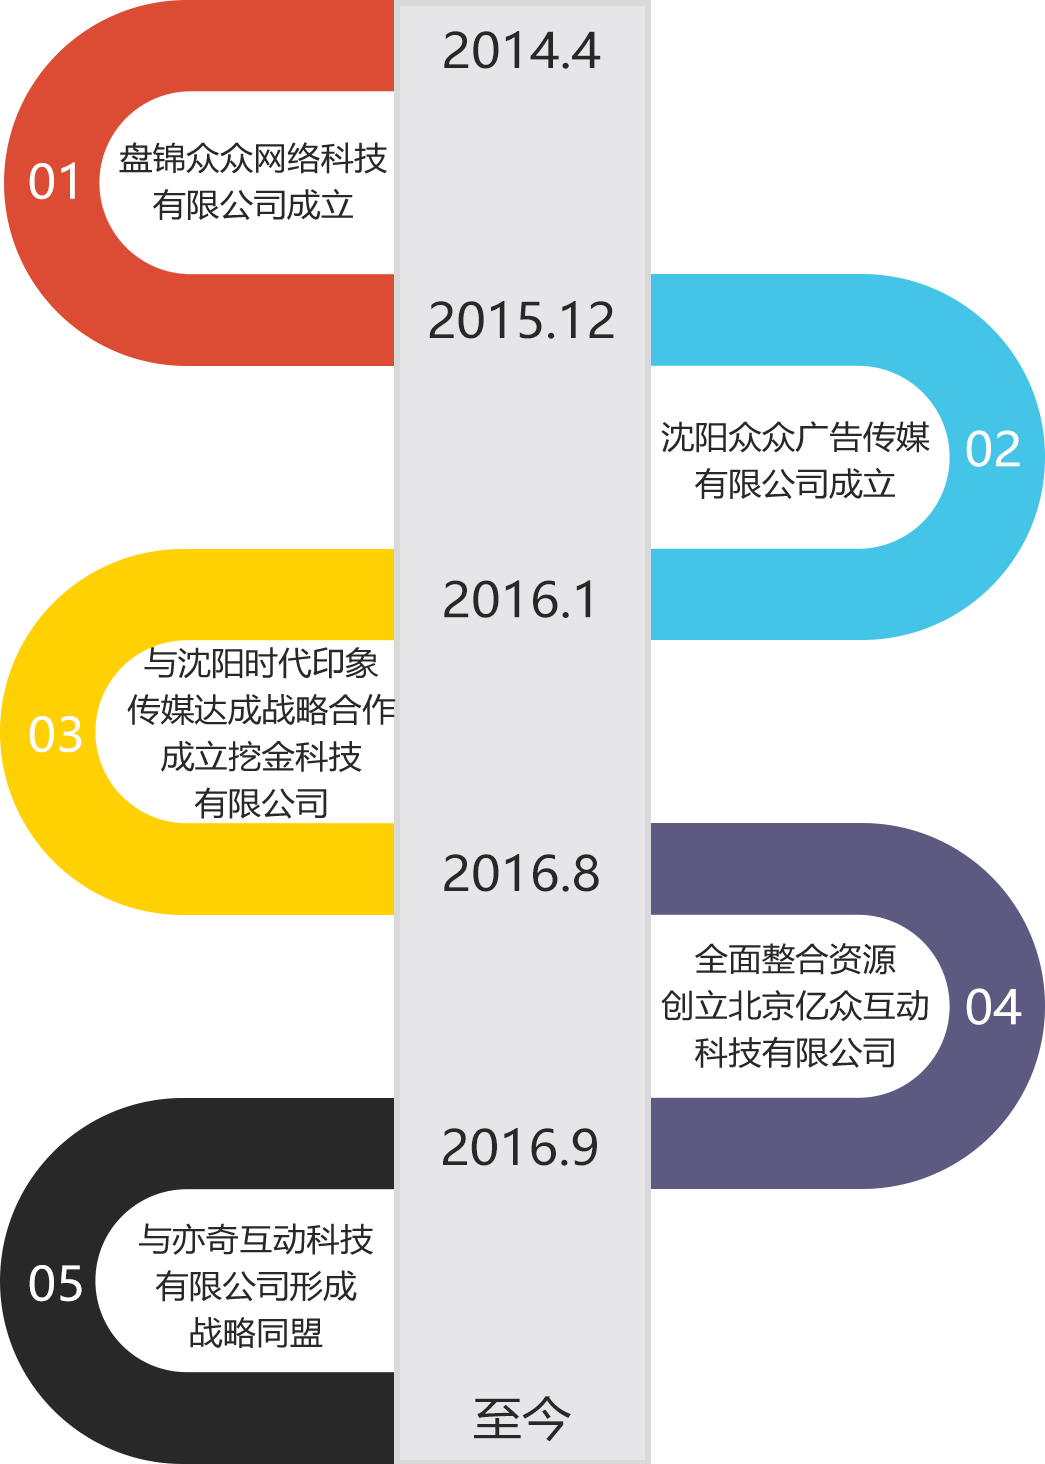 2014.4
01
盘锦众众网络科技
有限公司成立
2015.12
沈阳众众广告传媒
有限公司成立
02
2016.1
与沈阳时代印象
传媒达成战略合作
成立挖金科技
有限公司
03
2016.8
全面整合资源
创立北京亿众互动
科技有限公司
04
2016.9
与亦奇互动科技
有限公司形成
战略同盟
05
至今